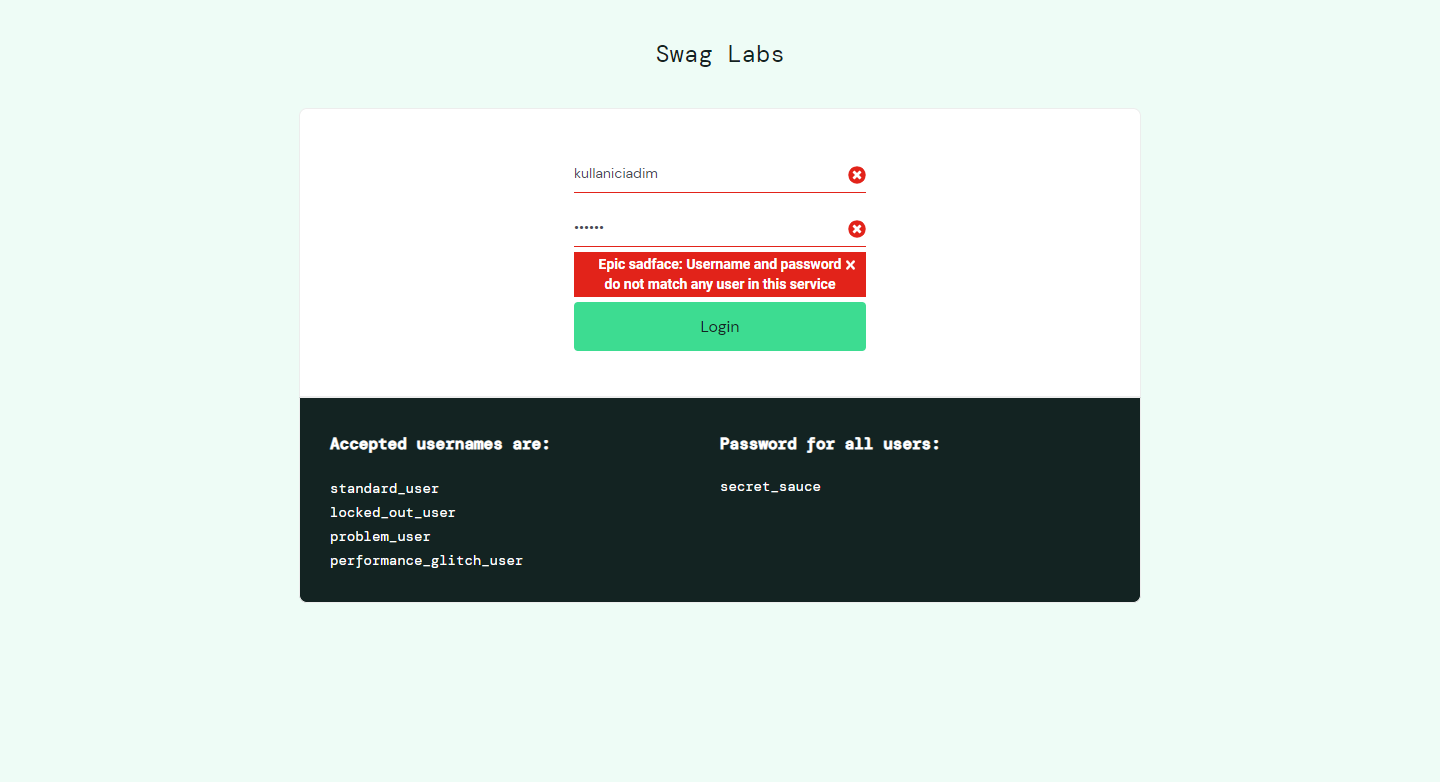 Swag Labs
kullaniciadim
••••••
Epic sadface: Username and password
do not match any user in this service
Login
Accepted usernames are:
standard_user
locked_out_user
problem_user
performance_glitch_user
Password for all users:
secret_sauce